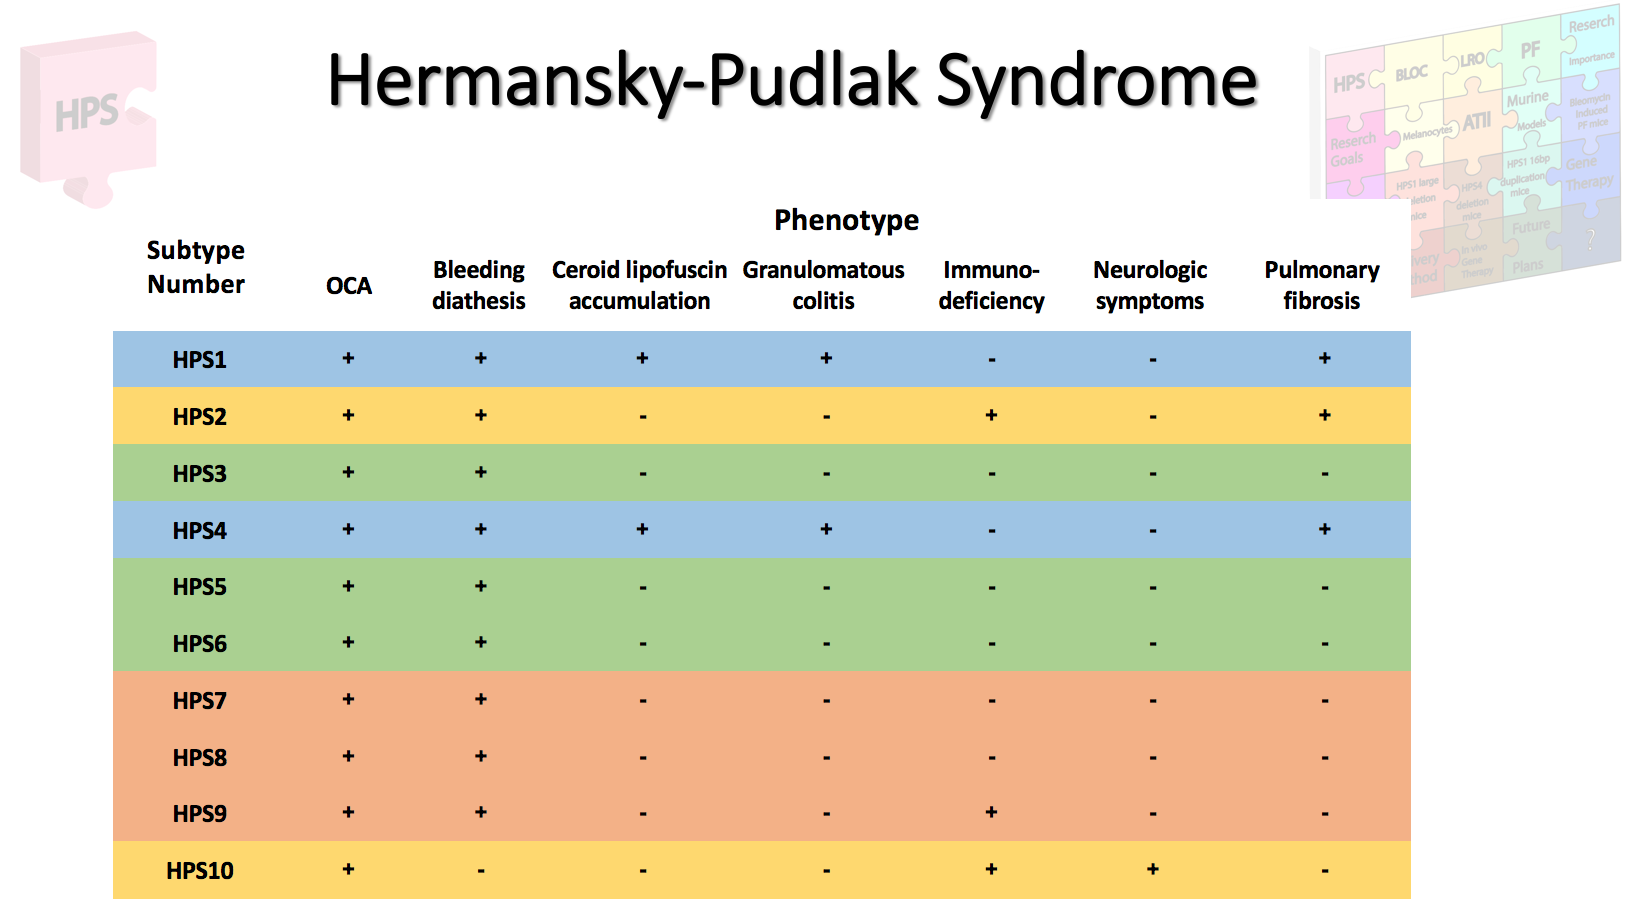 Hermansky-Pudlak Syndrome
HPS
HPS BLOC LRO PF Reserch
Importance
Reserch
Goals
Melanocytes
ATII
Murine
Models
Bleomycin
Induced
PF mice
HPS1 large
HPS4
deletion
mice
HPS1 16bp
duplication
mice
Gene
Therapy
In vivo
Gene
Therapy
Future
Plans
?
Phenotype
Subtype
Number
OCA
Bleeding
diathesis
Ceroid lipofuscin
accumulation
Granulomatous
colitis
Immuno-
deficiency
Neurologic
symptoms
Pulmonary
fibrosis
HPS1 + + + + - - +
HPS2 + + - - + - +
HPS3 + + - - - - -
HPS4 + + + + - - +
HPS5 + + - - - - -
HPS6 + + - - - - -
HPS7 + + - - - - -
HPS8 + + - - - - -
HPS9 + + - - + - -
HPS10 + - - - + + -